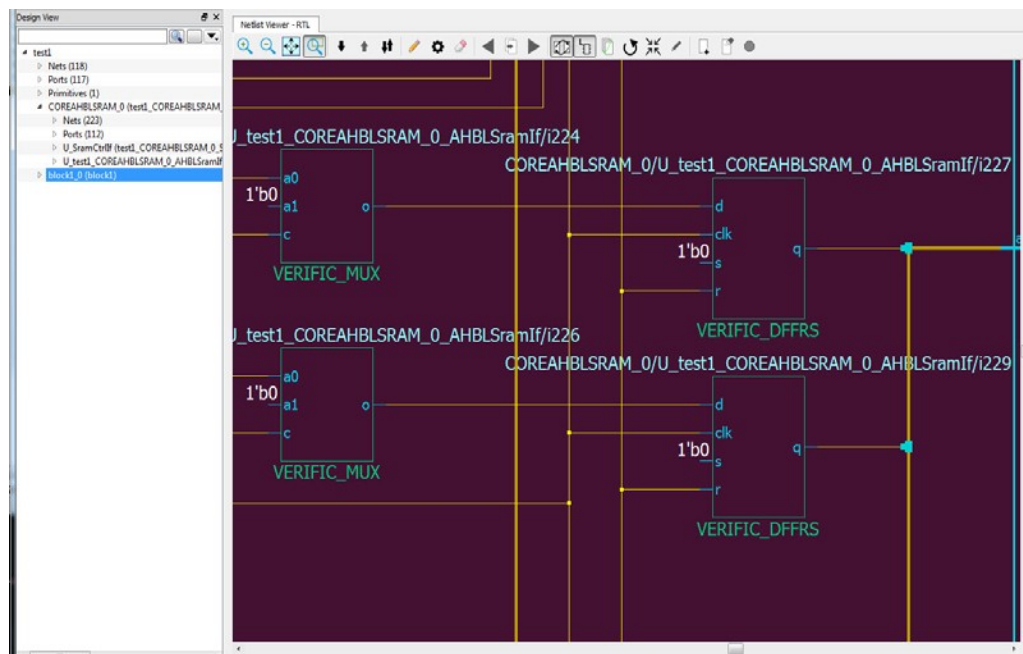 Design View
Netlist Viewer - RTL
test1
Nets (118)
Ports (117)
Primitives (1)
COREAHBLSRAM_0 (test1_COREAHBLSRAM_
Nets (223)
Ports (112)
U_SramCtrlIf (test1_COREAHBLSRAM_0_S
U_test1_COREAHBLSRAM_0_AHBLSramIf
block1_0 (block1)
U_test1_COREAHBLSRAM_0_AHBLSramIf/i224
COREAHBLSRAM_0/U_test1_COREAHBLSRAM_0_AHBLSramIf/i227
1'b0
a0
a1
c
o
VERIFIC_MUX
d
clk
1'b0
s
r
q
VERIFIC_DFFRS
U_test1_COREAHBLSRAM_0_AHBLSramIf/i226
COREAHBLSRAM_0/U_test1_COREAHBLSRAM_0_AHBLSramIf/i229
1'b0
a0
a1
c
o
VERIFIC_MUX
d
clk
1'b0
s
r
q
VERIFIC_DFFRS